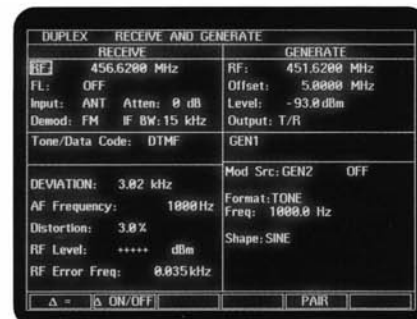 DUPLEX RECEIVE AND GENERATE
RECEIVE
RF: 456.6200 MHz
FL: OFF
Input: ANT Atten: 0 dB
Demod: FM IF BW: 15 kHz
Tone/Data Code: DTMF
DEVIATION: 3.02 kHz
AF Frequency: 1000Hz
Distortion: 3.0%
RF Level: +++++ dBm
RF Error Freq: 0.035kHz
GENERATE
RF: 451.6200 MHz
Offset: 5.0000 MHz
Level: -93.0dBm
Output: T/R
GEN1
Mod Src: GEN2 OFF
Format: TONE
Freq: 1000.0 Hz
Shape: SINE
Δ = Δ ON/OFF PAIR